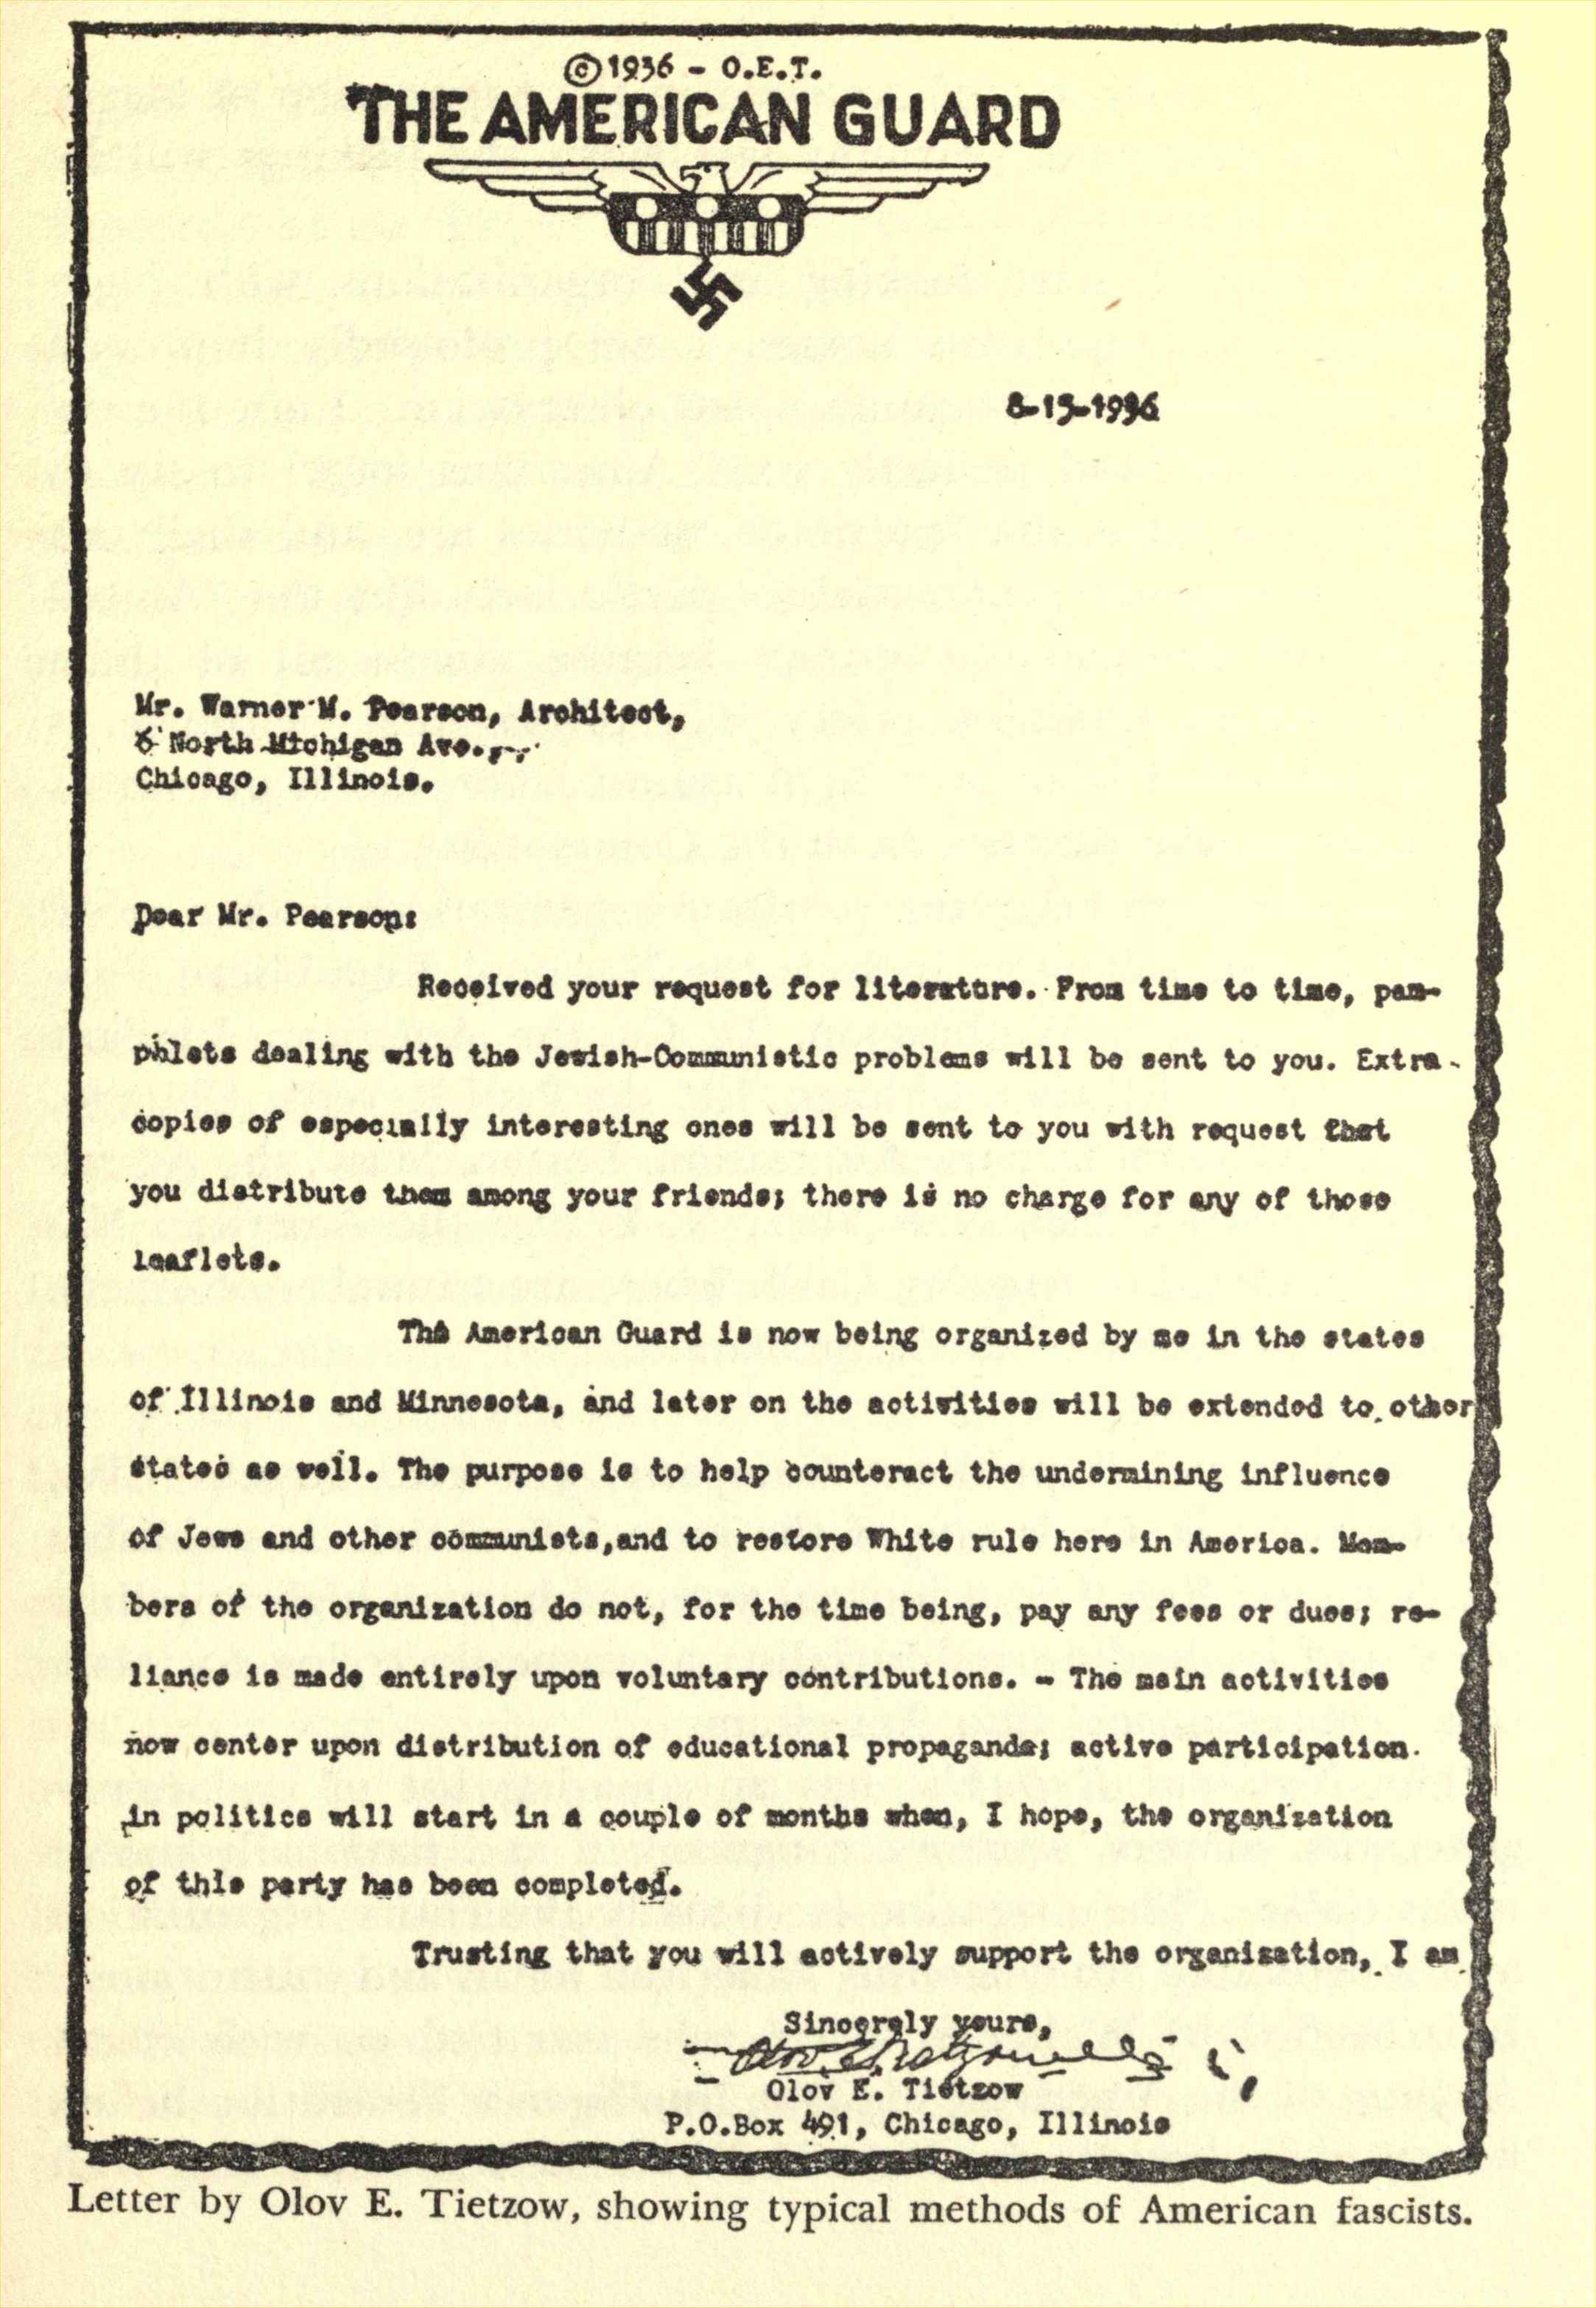 ©1936 - O.E.T.
THE AMERICAN GUARD
8-15-1936
Mr. Warner M. Pearson, Architect,
6 North Michigan Ave.,
Chicago, Illinois.
Dear Mr. Pearson:
Received your request for literature. From time to time, pam-
phlets dealing with the Jewish-Communistic problems will be sent to you. Extra
copies of especially interesting ones will be sent to you with request that
you distribute them among your friends; there is no charge for any of those
leaflets.
The American Guard is now being organized by me in the states
of Illinois and Minnesota, and later on the activities will be extended to other
states as well. The purpose is to help counteract the undermining influence
of Jews and other communists,and to restore White rule here in America. Mem-
bers of the organization do not, for the time being, pay any fees or dues; re-
liance is made entirely upon voluntary contributions. - The main activities
now center upon distribution of educational propaganda; active participation
in politics will start in a couple of months when, I hope, the organization
of this party has been completed.
Trusting that you will actively support the organization, I am
Sincerely yours,
Olov E. Tietzow
P.O.Box 491, Chicago, Illinois
Letter by Olov E. Tietzow, showing typical methods of American fascists.